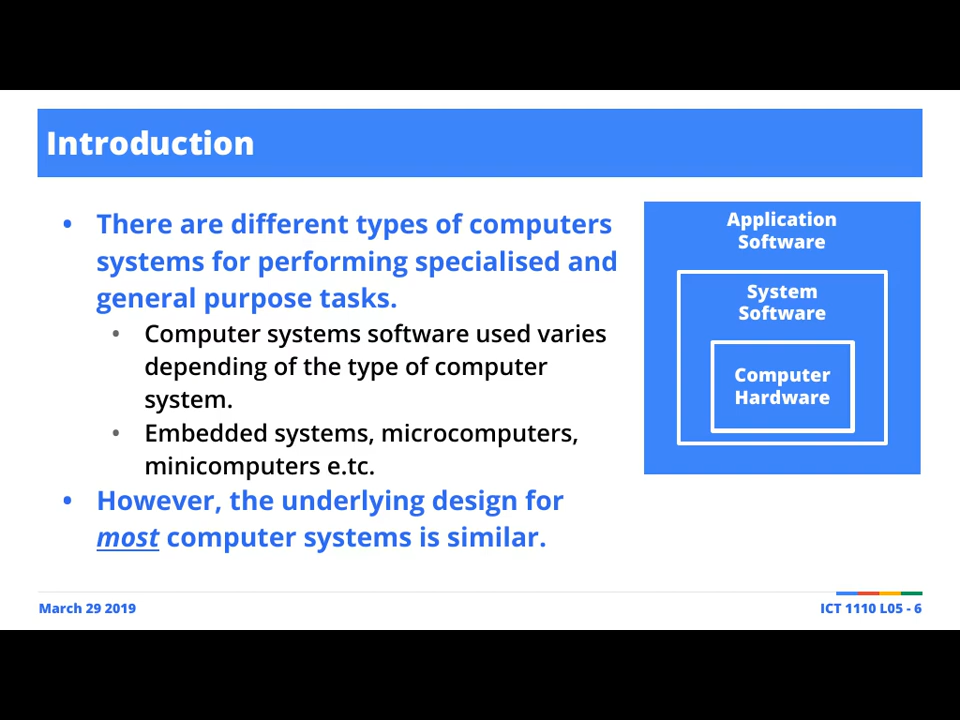 Introduction
• There are different types of computers
systems for performing specialised and
general purpose tasks.
• Computer systems software used varies
depending of the type of computer
system.
• Embedded systems, microcomputers,
minicomputers e.tc.
• However, the underlying design for
most computer systems is similar.
Application
Software
System
Software
Computer
Hardware
March 29 2019
ICT 1110 L05 - 6